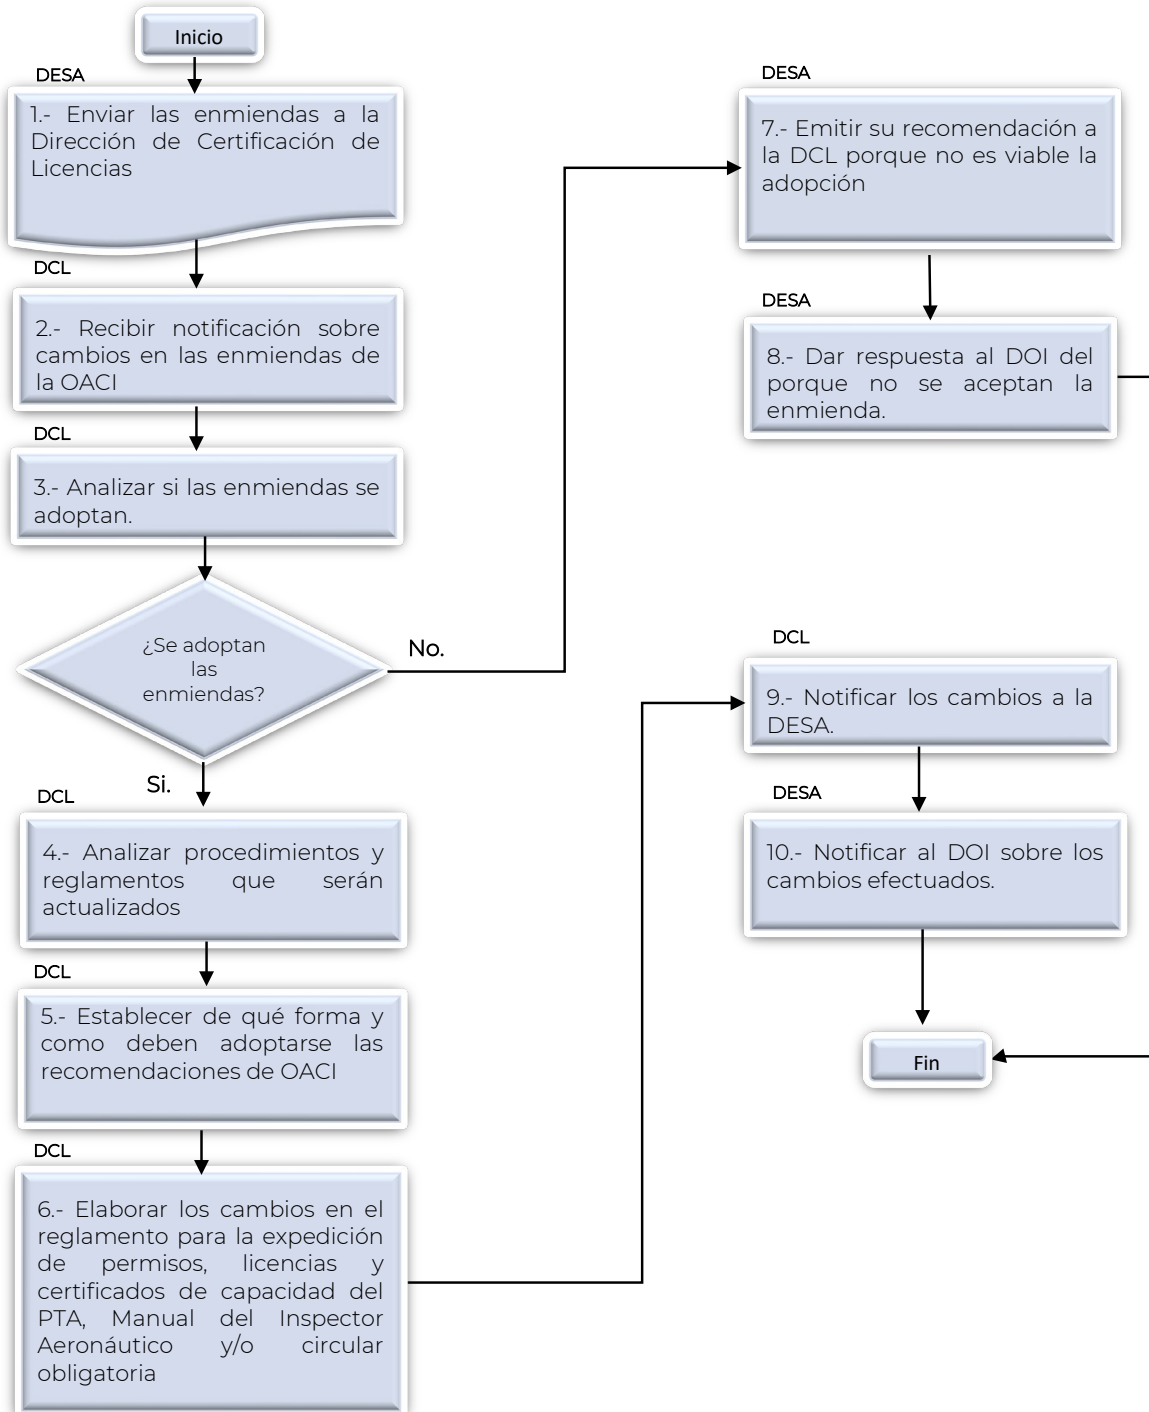 Inicio
DESA
1.- Enviar las enmiendas a la
Dirección de Certificación de
Licencias
DCL
2.- Recibir notificación sobre
cambios en las enmiendas de
la OACI
DCL
3.- Analizar si las enmiendas se
adoptan.
¿Se adoptan
las
enmiendas?
No.
Si.
DCL
4.- Analizar procedimientos y
reglamentos que serán
actualizados
DCL
5.- Establecer de qué forma y
como deben adoptarse las
recomendaciones de OACI
DCL
6.- Elaborar los cambios en el
reglamento para la expedición
de permisos, licencias y
certificados de capacidad del
PTA, Manual del Inspector
Aeronáutico y/o circular
obligatoria
DESA
7.- Emitir su recomendación a
la DCL porque no es viable la
adopción
DESA
8.- Dar respuesta al DOI del
porque no se aceptan la
enmienda.
DCL
9.- Notificar los cambios a la
DESA.
DESA
10.- Notificar al DOI sobre los
cambios efectuados.
Fin